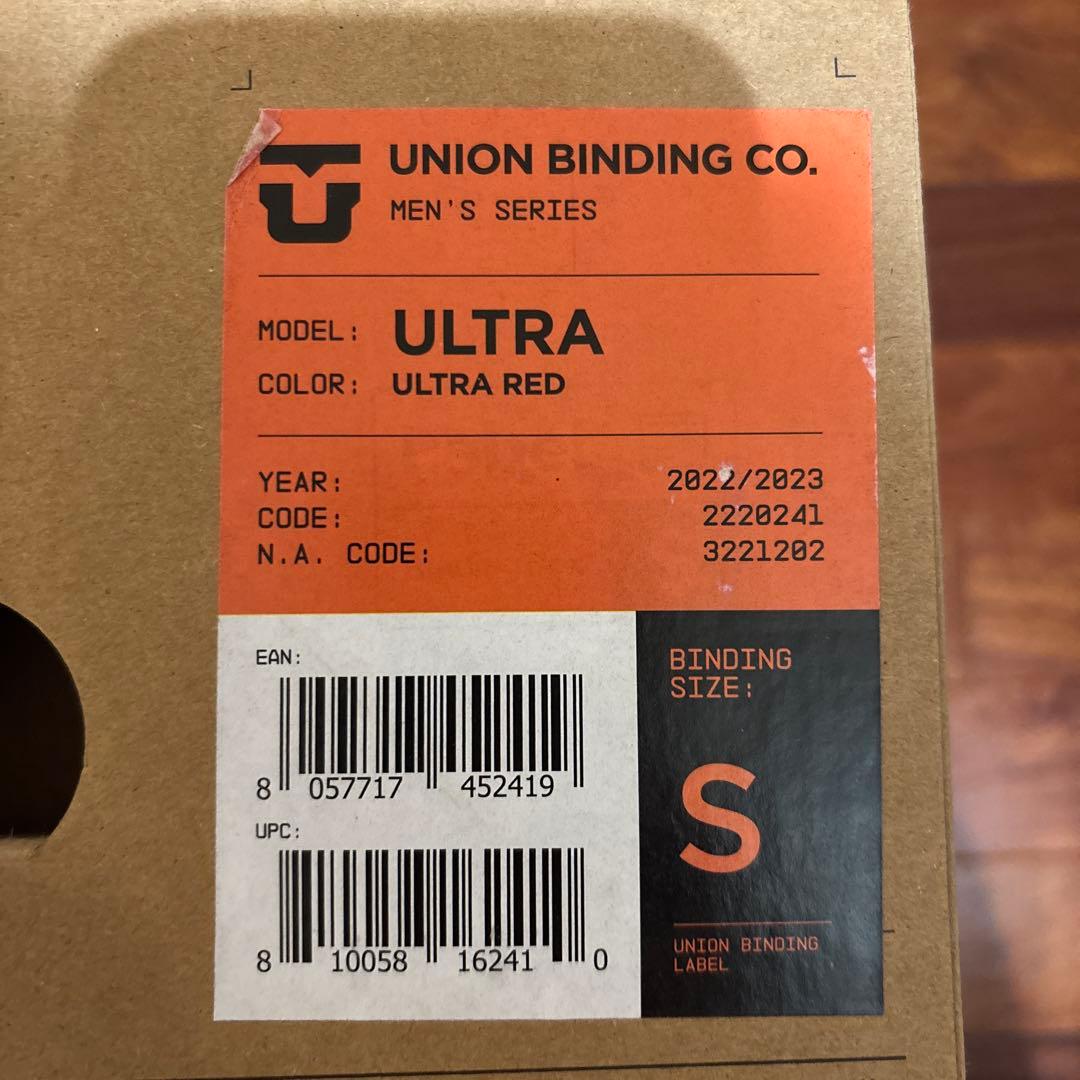 UNION BINDING CO.
MEN'S SERIES
MODEL: ULTRA
COLOR: ULTRA RED
YEAR: 2022/2023
CODE: 2220241
N.A. CODE: 3221202
EAN:
8 057717 452419
UPC:
8 10058 16241 0
BINDING
SIZE:
S
UNION BINDING
LABEL